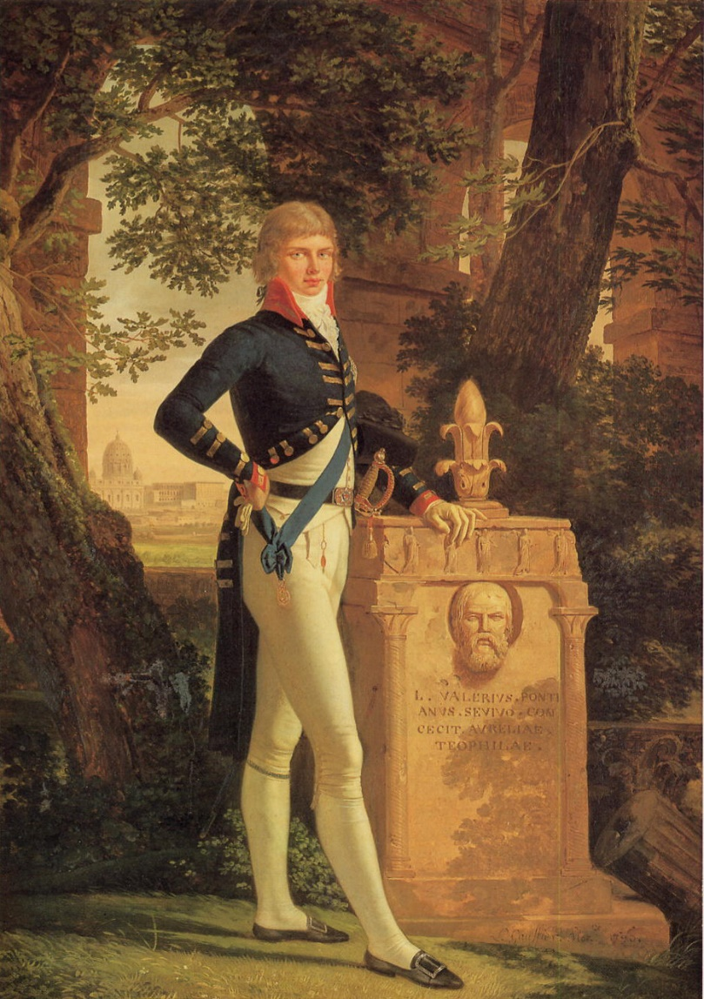 L. VALERIVS. PONTI
ANVS. SEVIVO. CON
CECIT. AVRELIAE.
TEOPHILAE.